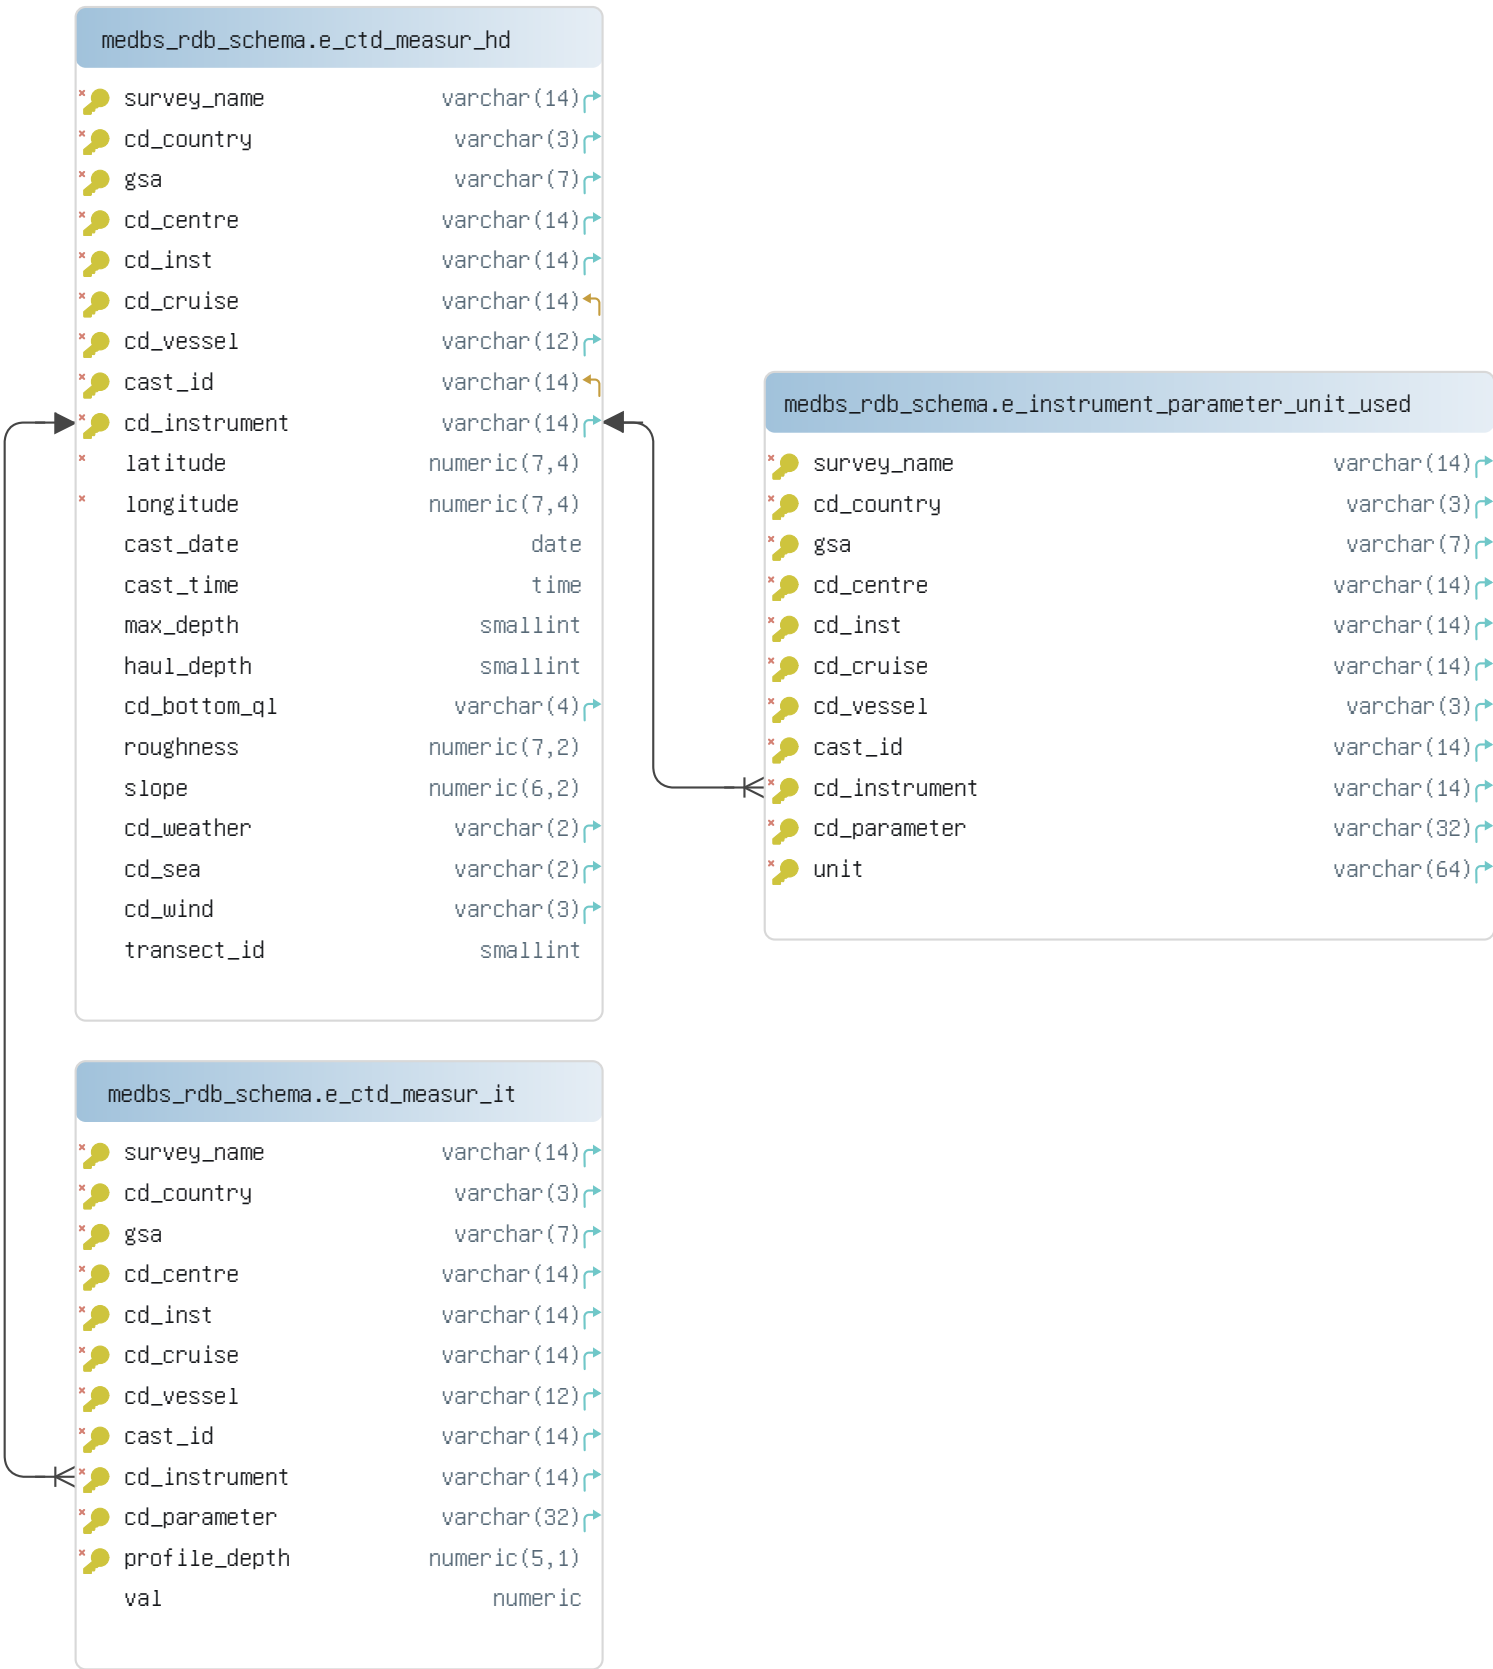 medbs_rdb_schema.e_ctd_measur_hd
survey_name varchar(14)
cd_country varchar(3)
gsa varchar(7)
cd_centre varchar(14)
cd_inst varchar(14)
cd_cruise varchar(14)
cd_vessel varchar(12)
cast_id varchar(14)
cd_instrument varchar(14)
latitude numeric(7,4)
longitude numeric(7,4)
cast_date date
cast_time time
max_depth smallint
haul_depth smallint
cd_bottom_ql varchar(4)
roughness numeric(7,2)
slope numeric(6,2)
cd_weather varchar(2)
cd_sea varchar(2)
cd_wind varchar(3)
transect_id smallint
medbs_rdb_schema.e_instrument_parameter_unit_used
survey_name varchar(14)
cd_country varchar(3)
gsa varchar(7)
cd_centre varchar(14)
cd_inst varchar(14)
cd_cruise varchar(14)
cd_vessel varchar(3)
cast_id varchar(14)
cd_instrument varchar(14)
cd_parameter varchar(32)
unit varchar(64)
medbs_rdb_schema.e_ctd_measur_it
survey_name varchar(14)
cd_country varchar(3)
gsa varchar(7)
cd_centre varchar(14)
cd_inst varchar(14)
cd_cruise varchar(14)
cd_vessel varchar(12)
cast_id varchar(14)
cd_instrument varchar(14)
cd_parameter varchar(32)
profile_depth numeric(5,1)
val numeric